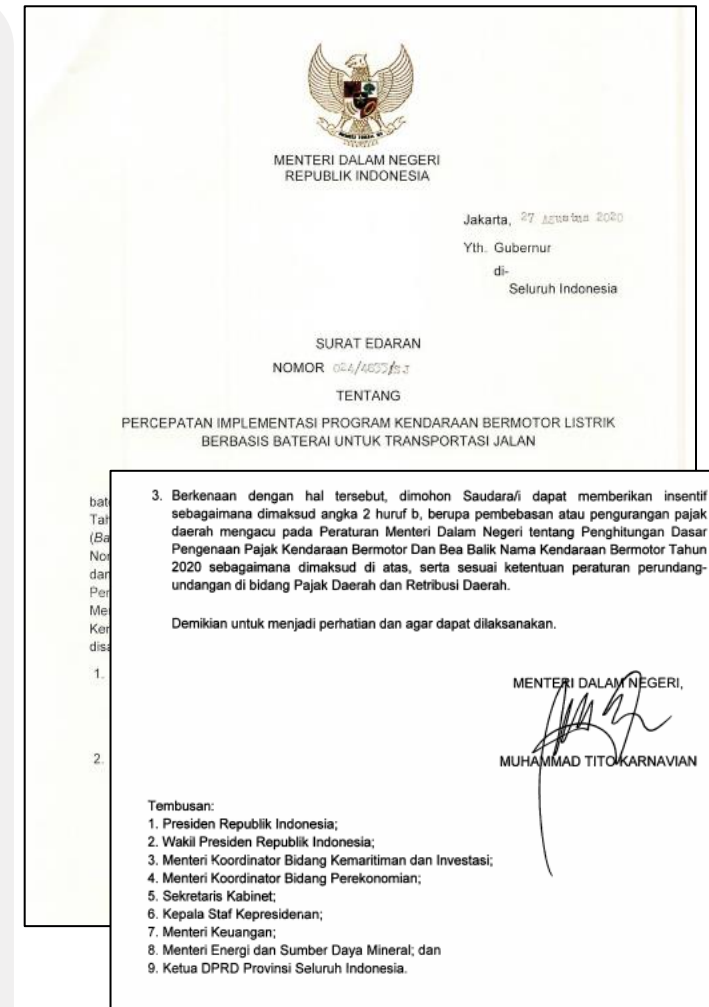 MENTERI DALAM NEGERI
REPUBLIK INDONESIA
Jakarta, 27 Agustus 2020
Yth. Gubernur
di-
Seluruh Indonesia
SURAT EDARAN
NOMOR
TENTANG
PERCEPATAN IMPLEMENTASI PROGRAM KENDARAAN BERMOTOR LISTRIK
BERBASIS BATERAI UNTUK TRANSPORTASI JALAN
1.
2.
3. Berkenaan dengan hal tersebut, dimohon Saudara/i dapat memberikan insentif
sebagaimana dimaksud angka 2 huruf b, berupa pembebasan atau pengurangan pajak
daerah mengacu pada Peraturan Menteri Dalam Negeri tentang Penghitungan Dasar
Pengenaan Pajak Kendaraan Bermotor Dan Bea Balik Nama Kendaraan Bermotor Tahun
2020 sebagaimana dimaksud di atas, serta sesuai ketentuan peraturan perundang-
undangan di bidang Pajak Daerah dan Retribusi Daerah.
Demikian untuk menjadi perhatian dan agar dapat dilaksanakan.
MENTERI DALAM NEGERI,
MUHAMMAD TITO KARNAVIAN
Tembusan:
1. Presiden Republik Indonesia;
2. Wakil Presiden Republik Indonesia;
3. Menteri Koordinator Bidang Kemaritiman dan Investasi;
4. Menteri Koordinator Bidang Perekonomian;
5. Sekretaris Kabinet;
6. Kepala Staf Kepresidenan;
7. Menteri Keuangan;
8. Menteri Energi dan Sumber Daya Mineral; dan
9. Ketua DPRD Provinsi Seluruh Indonesia.